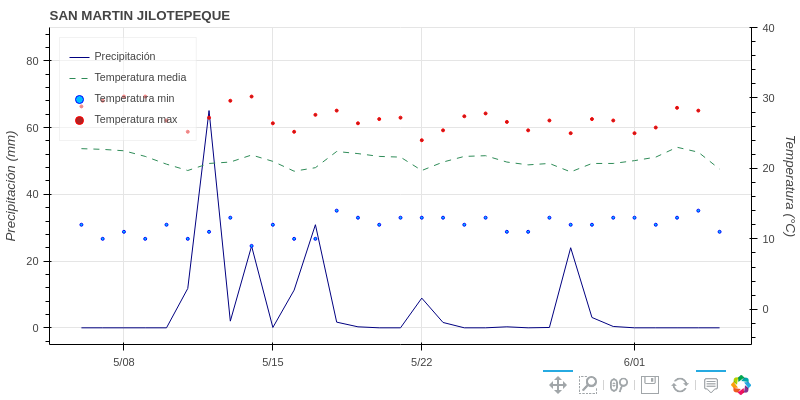 SAN MARTIN JILOTEPEQUE
Precipitación
Temperatura media
Temperatura min
Temperatura max
Precipitación (mm)
80
60
40
20
0
Temperatura (°C)
40
30
20
10
0
5/08
5/15
5/22
6/01